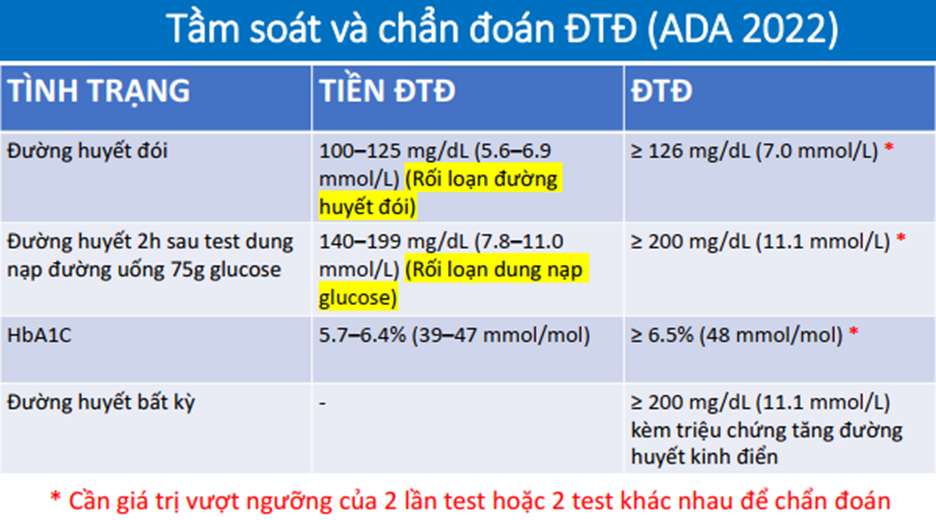 Tầm soát và chẩn đoán ĐTĐ (ADA 2022)
TÌNH TRẠNG
TIỀN ĐTĐ
ĐTĐ
Đường huyết đói
100–125 mg/dL (5.6–6.9
mmol/L) (Rối loạn đường
huyết đói)
≥ 126 mg/dL (7.0 mmol/L) *
Đường huyết 2h sau test dung
nạp đường uống 75g glucose
140–199 mg/dL (7.8–11.0
mmol/L) (Rối loạn dung nạp
glucose)
≥ 200 mg/dL (11.1 mmol/L) *
HbA1C
5.7–6.4% (39–47 mmol/mol)
≥ 6.5% (48 mmol/mol) *
Đường huyết bất kỳ
-
≥ 200 mg/dL (11.1 mmol/L)
kèm triệu chứng tăng đường
huyết kinh điển
* Cần giá trị vượt ngưỡng của 2 lần test hoặc 2 test khác nhau để chẩn đoán